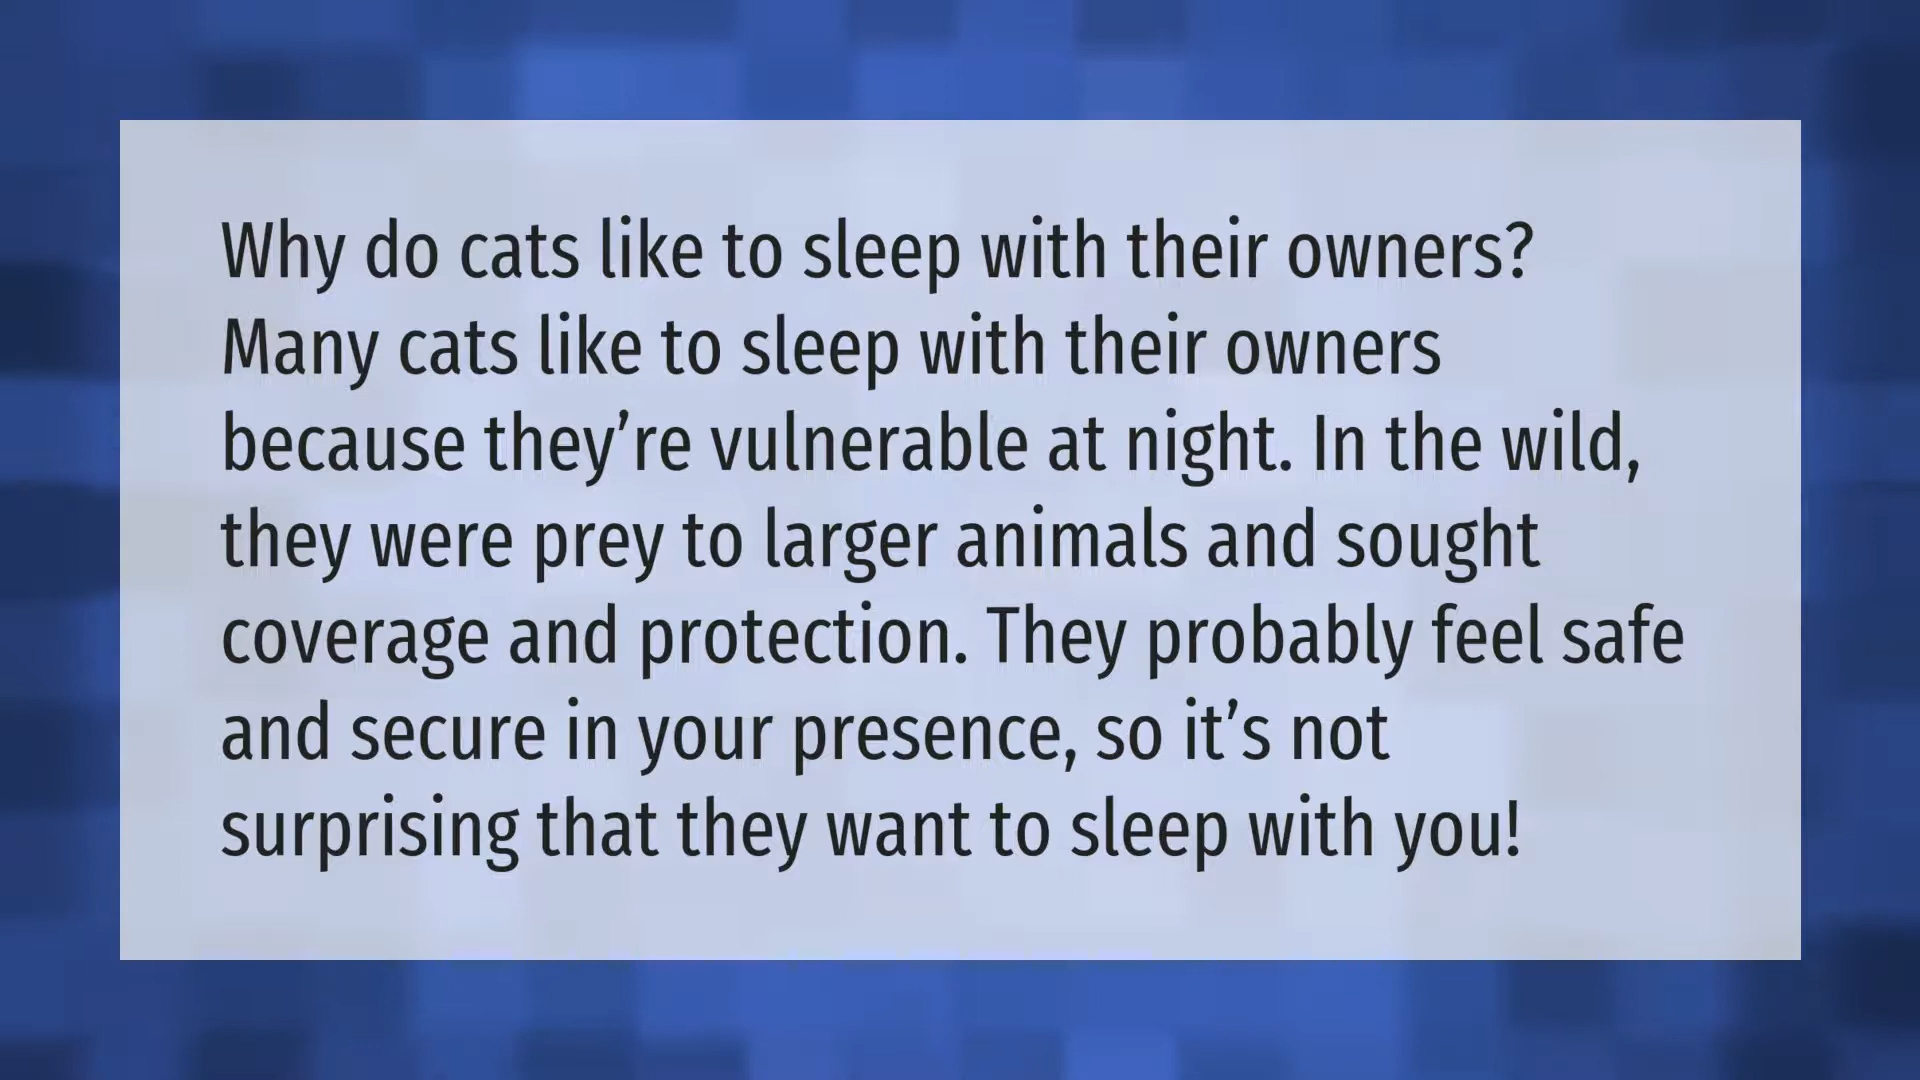 Why do cats like to sleep with their owners?
Many cats like to sleep with their owners
because they’re vulnerable at night. In the wild,
they were prey to larger animals and sought
coverage and protection. They probably feel safe
and secure in your presence, so it’s not
surprising that they want to sleep with you!